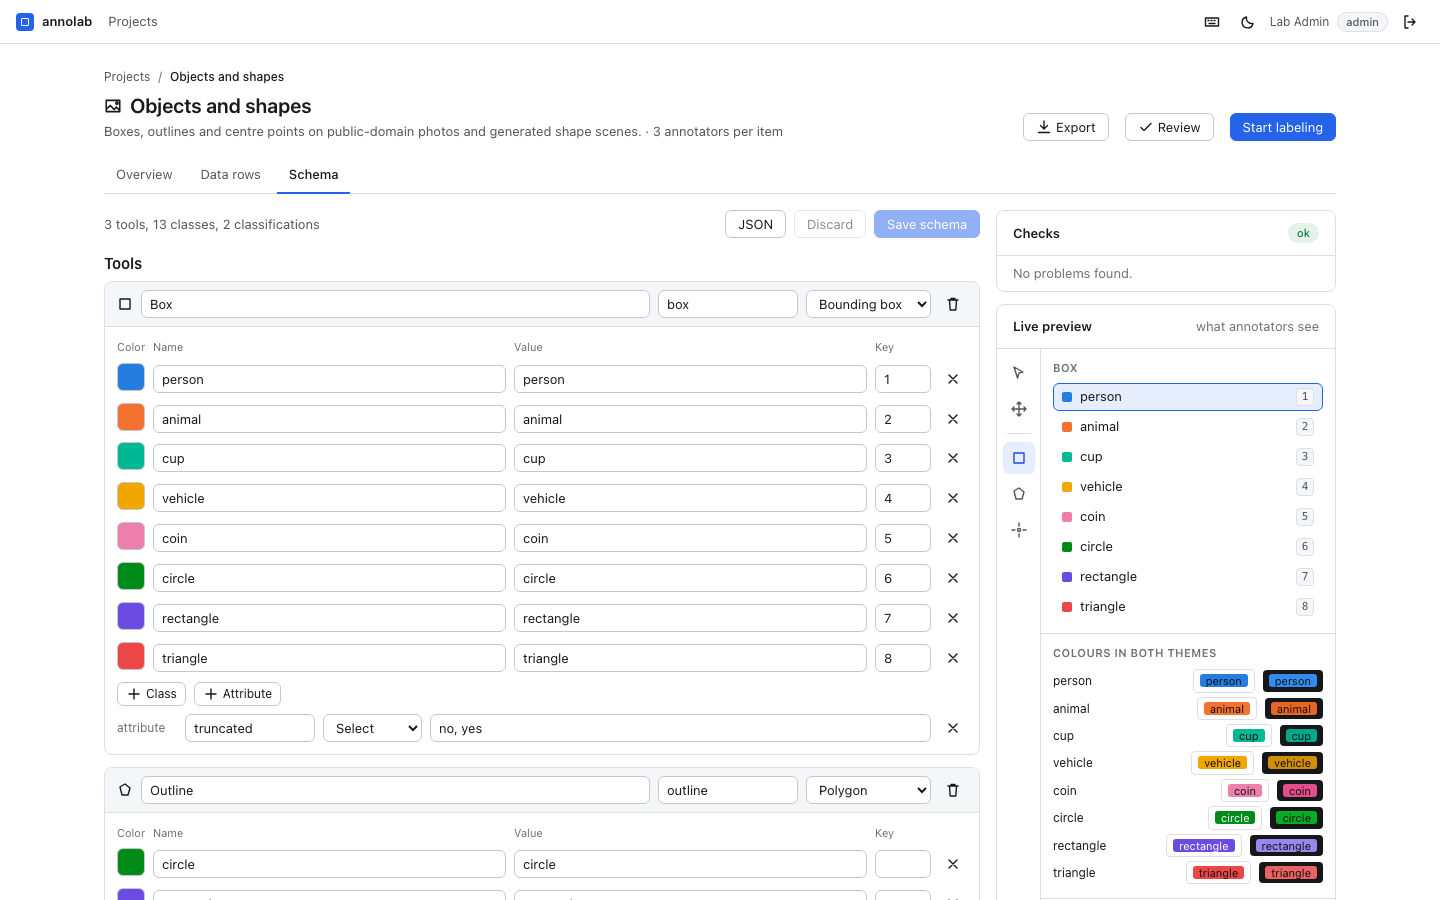 annolab Projects Lab Admin admin
Projects / Objects and shapes
Objects and shapes
Boxes, outlines and centre points on public-domain photos and generated shape scenes. · 3 annotators per item
Export Review Start labeling
Overview Data rows Schema
3 tools, 13 classes, 2 classifications JSON Discard Save schema
Tools
Box box Bounding box
Color Name Value Key
person person 1
animal animal 2
cup cup 3
vehicle vehicle 4
coin coin 5
circle circle 6
rectangle rectangle 7
triangle triangle 8
Class Attribute
attribute truncated Select no, yes
Outline outline Polygon
Color Name Value Key
circle circle
Checks ok
No problems found.
Live preview what annotators see
BOX
person 1
animal 2
cup 3
vehicle 4
coin 5
circle 6
rectangle 7
triangle 8
COLOURS IN BOTH THEMES
person person person
animal animal animal
cup cup cup
vehicle vehicle vehicle
coin coin coin
circle circle circle
rectangle rectangle rectangle
triangle triangle triangle